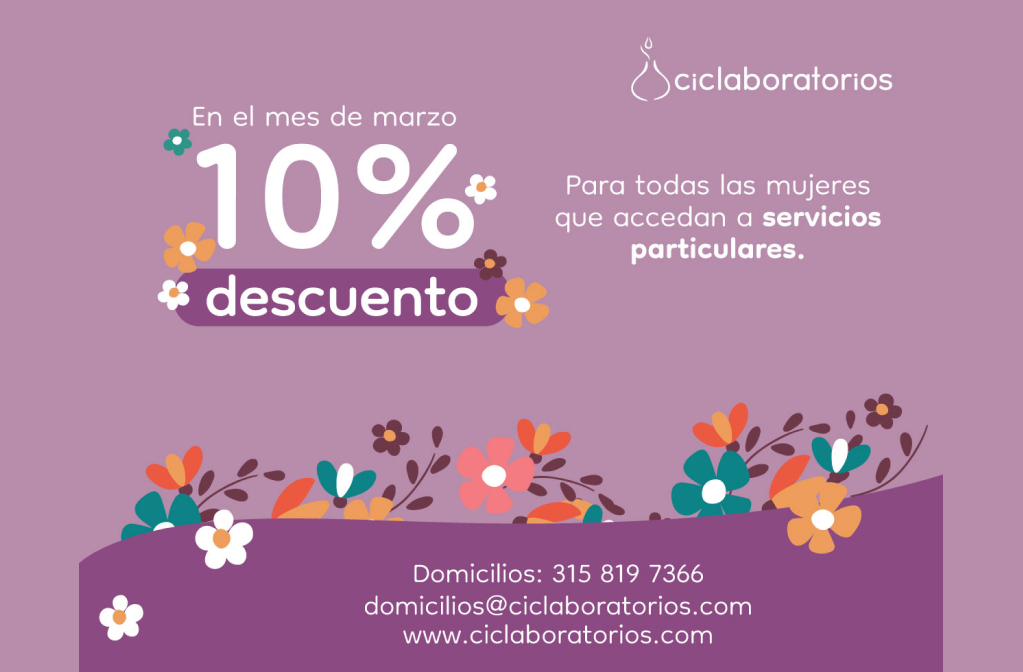 ciclaboratorios
En el mes de marzo
10%
descuento
Para todas las mujeres
que accedan a servicios
particulares.
Domicilios: 315 819 7366
domicilios@ciclaboratorios.com
www.ciclaboratorios.com